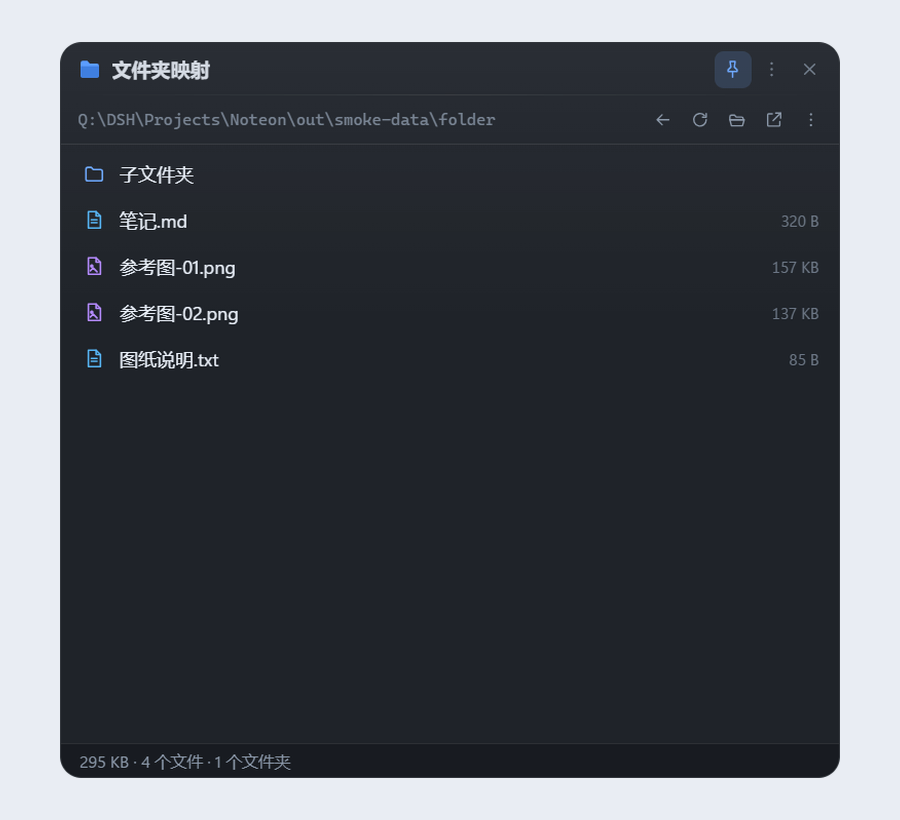 文件夹映射
Q:\DSH\Projects\Noteon\out\smoke-data\folder
子文件夹
笔记.md 320 B
参考图-01.png 157 KB
参考图-02.png 137 KB
图纸说明.txt 85 B
295 KB · 4 个文件 · 1 个文件夹